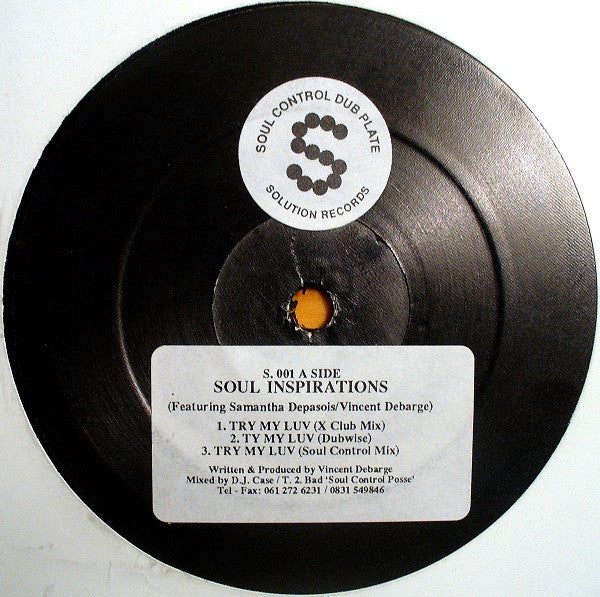 SOUL CONTROL DUB PLATE
S
SOLUTION RECORDS
S. 001 A SIDE
SOUL INSPIRATIONS
(Featuring Samantha Depasois/Vincent Debarge)
1. TRY MY LUV (X Club Mix)
2. TY MY LUV (Dubwise)
3. TRY MY LUV (Soul Control Mix)
Written & Produced by Vincent Debarge
Mixed by D.J. Case / T. 2. Bad 'Soul Control Posse'
Tel - Fax: 061 272 6231 / 0831 549846